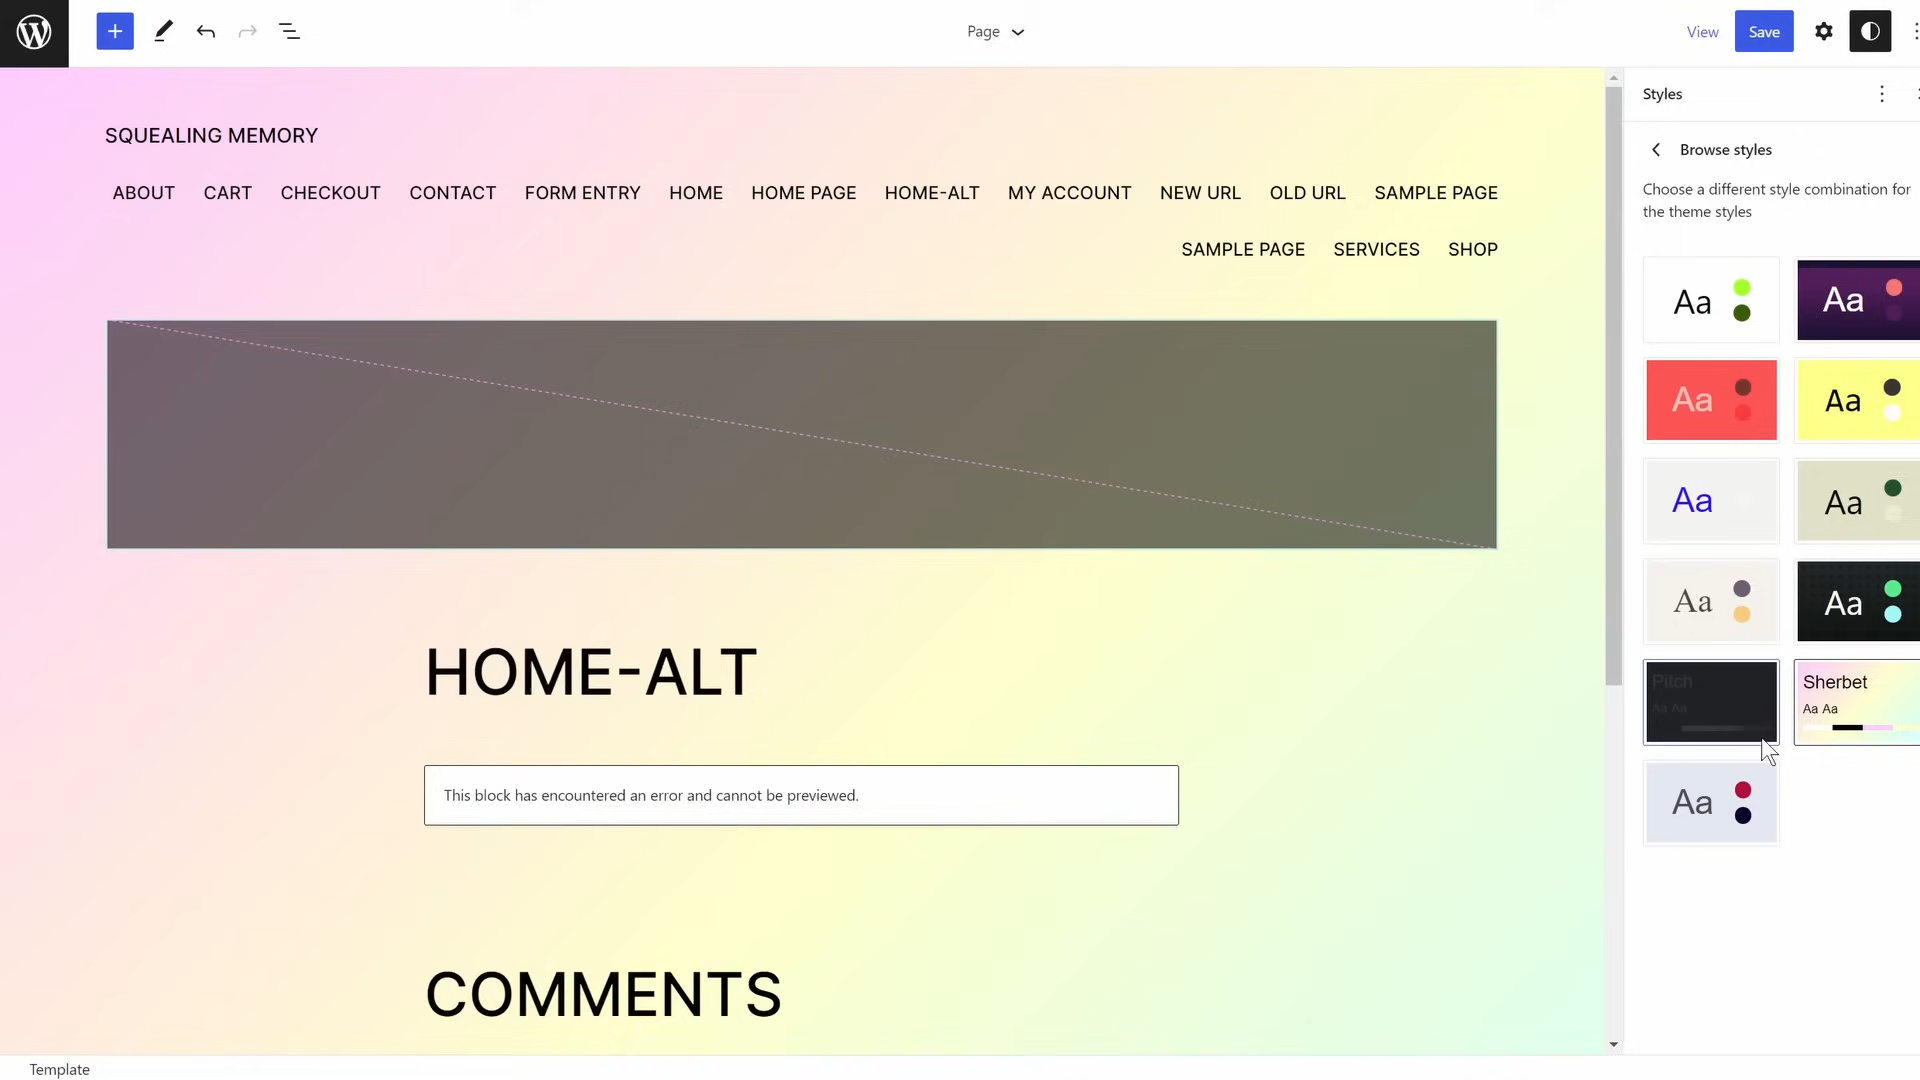 Page
View
Save
SQUEALING MEMORY
ABOUT CART CHECKOUT CONTACT FORM ENTRY HOME HOME PAGE HOME-ALT MY ACCOUNT NEW URL OLD URL SAMPLE PAGE
SAMPLE PAGE SERVICES SHOP
HOME-ALT
This block has encountered an error and cannot be previewed.
COMMENTS
Styles
Browse styles
Choose a different style combination for
the theme styles
Aa
Aa
Aa
Aa
Aa
Aa
Aa
Aa
Pitch
Aa Aa
Sherbet
Aa Aa
Aa
Template